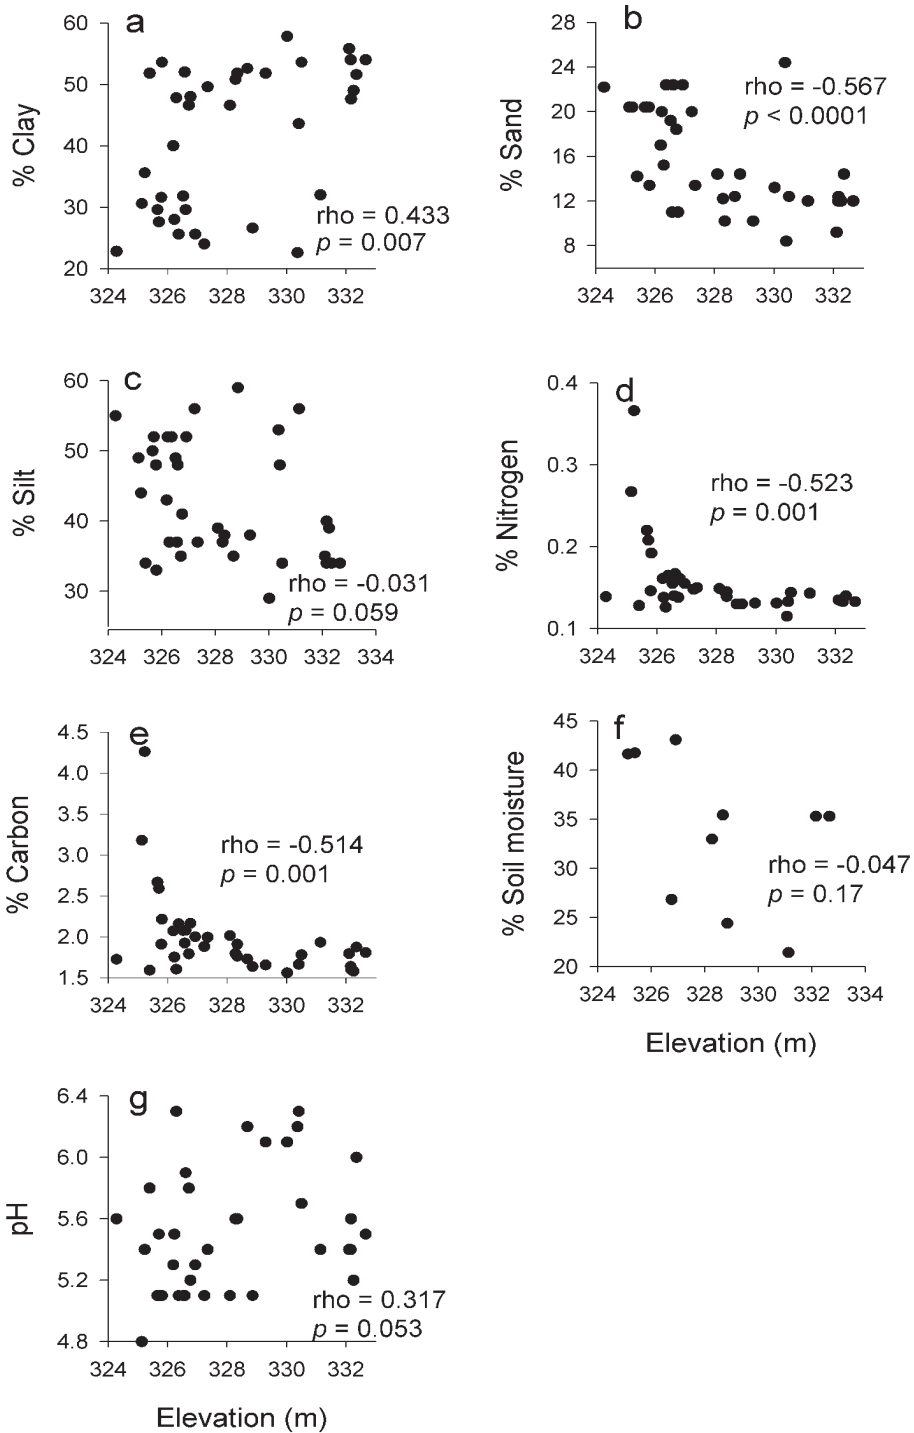 a
60
50
40
30
20
% Clay
rho = 0.433
p = 0.007
324 326 328 330 332
b
28
24
20
16
12
8
% Sand
rho = -0.567
p < 0.0001
324 326 328 330 332
c
60
50
40
30
% Silt
rho = -0.031
p = 0.059
324 326 328 330 332 334
d
0.4
0.3
0.2
0.1
% Nitrogen
rho = -0.523
p = 0.001
324 326 328 330 332
e
4.5
4.0
3.5
3.0
2.5
2.0
1.5
% Carbon
rho = -0.514
p = 0.001
324 326 328 330 332
f
45
40
35
30
25
20
% Soil moisture
rho = -0.047
p = 0.17
324 326 328 330 332 334
Elevation (m)
g
6.4
6.0
5.6
5.2
4.8
pH
rho = 0.317
p = 0.053
324 326 328 330 332
Elevation (m)